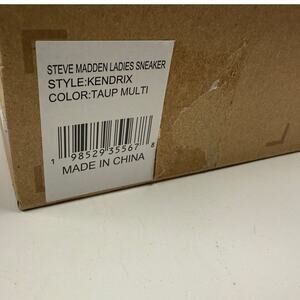 STEVE MADDEN LADIES SNEAKER
STYLE:KENDRIX
COLOR:TAUP MULTI
1 98529 35567 8
MADE IN CHINA